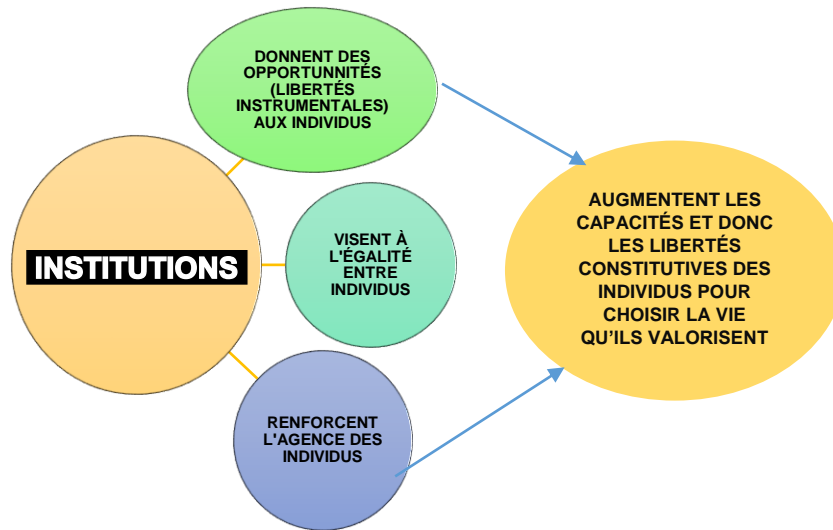 DONNENT DES
OPPORTUNNITÉS
(LIBERTÉS
INSTRUMENTALES)
AUX INDIVIDUS
INSTITUTIONS
VISENT À
L'ÉGALITÉ
ENTRE
INDIVIDUS
RENFORCENT
L'AGENCE DES
INDIVIDUS
AUGMENTENT LES
CAPACITÉS ET DONC
LES LIBERTÉS
CONSTITUTIVES DES
INDIVIDUS POUR
CHOISIR LA VIE
QU’ILS VALORISENT